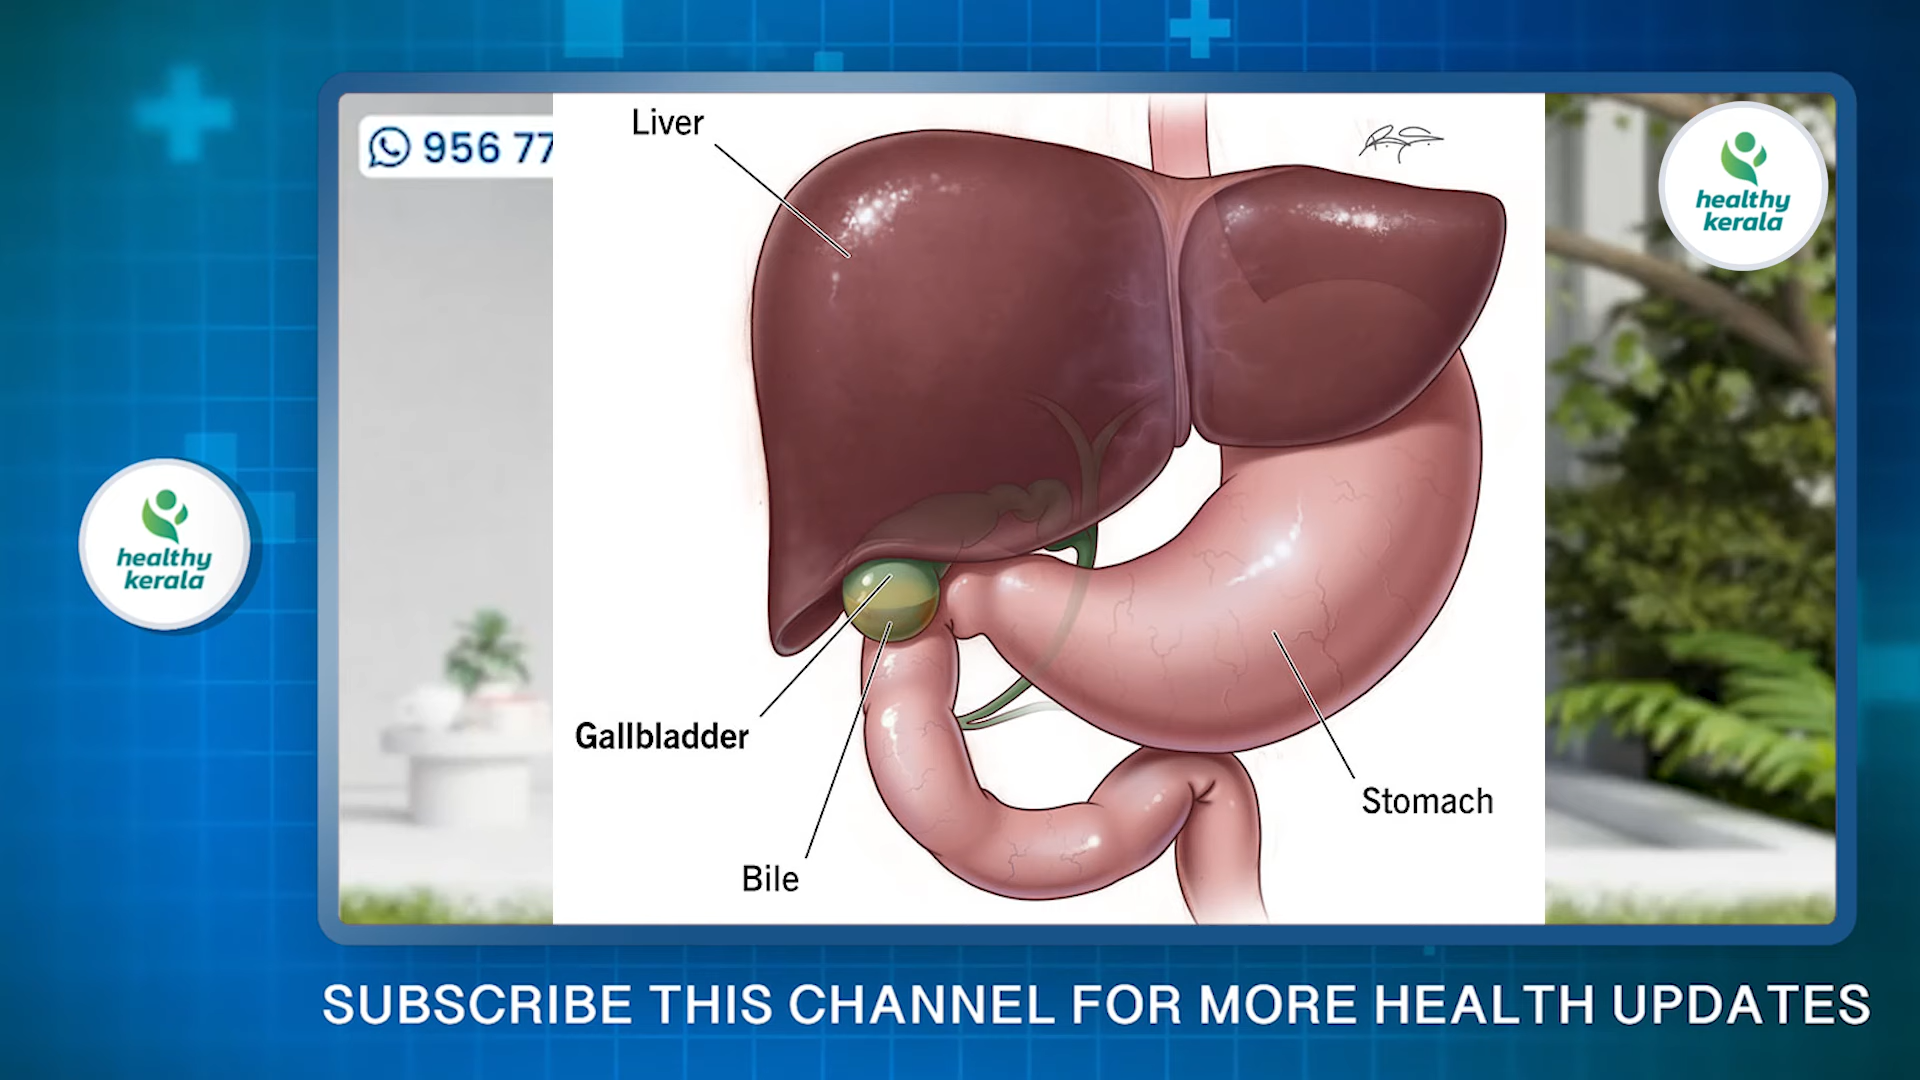 Liver
956 77
healthy
kerala
healthy
kerala
Gallbladder
Stomach
Bile
SUBSCRIBE THIS CHANNEL FOR MORE HEALTH UPDATES